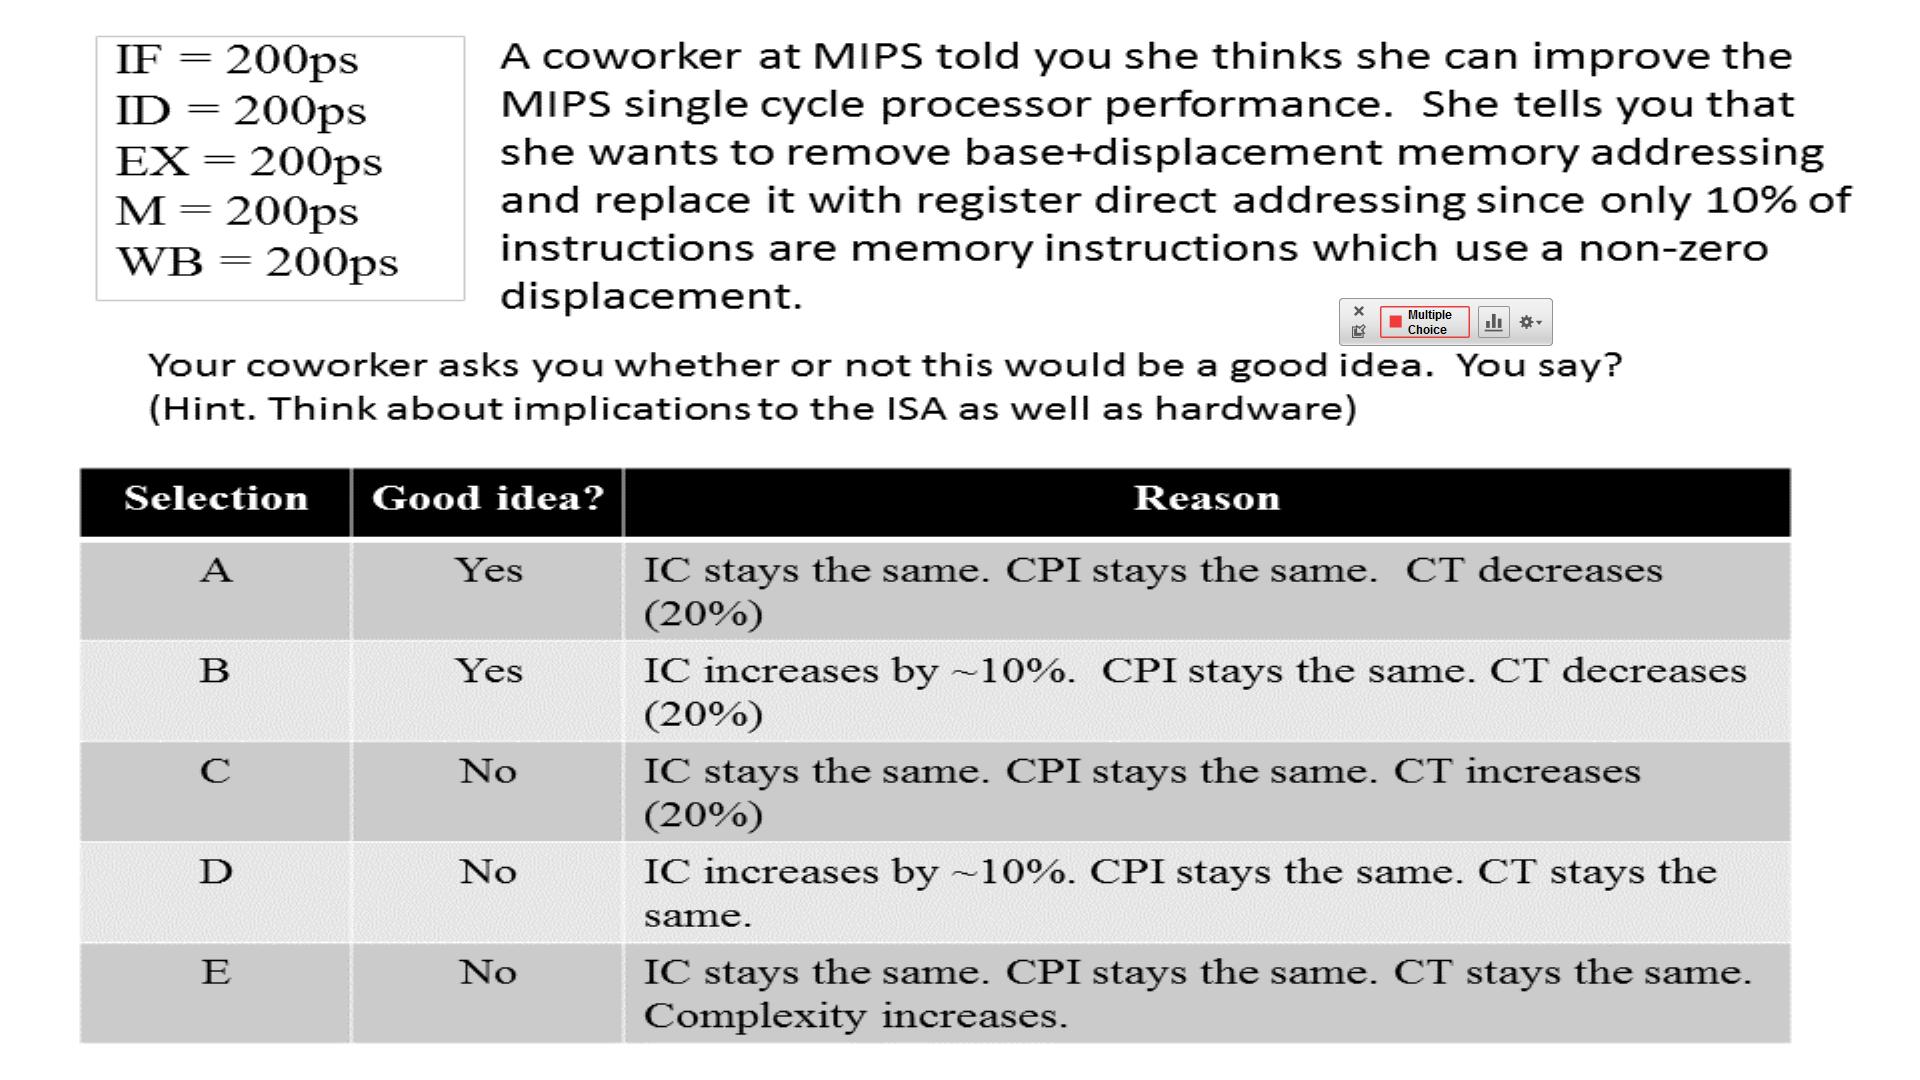 IF = 200ps
ID = 200ps
EX = 200ps
M = 200ps
WB = 200ps
A coworker at MIPS told you she thinks she can improve the
MIPS single cycle processor performance. She tells you that
she wants to remove base+displacement memory addressing
and replace it with register direct addressing since only 10% of
instructions are memory instructions which use a non-zero
displacement.
Multiple
Choice
Your coworker asks you whether or not this would be a good idea. You say?
(Hint. Think about implications to the ISA as well as hardware)
Selection Good idea? Reason
A Yes IC stays the same. CPI stays the same. CT decreases
(20%)
B Yes IC increases by ~10%. CPI stays the same. CT decreases
(20%)
C No IC stays the same. CPI stays the same. CT increases
(20%)
D No IC increases by ~10%. CPI stays the same. CT stays the
same.
E No IC stays the same. CPI stays the same. CT stays the same.
Complexity increases.